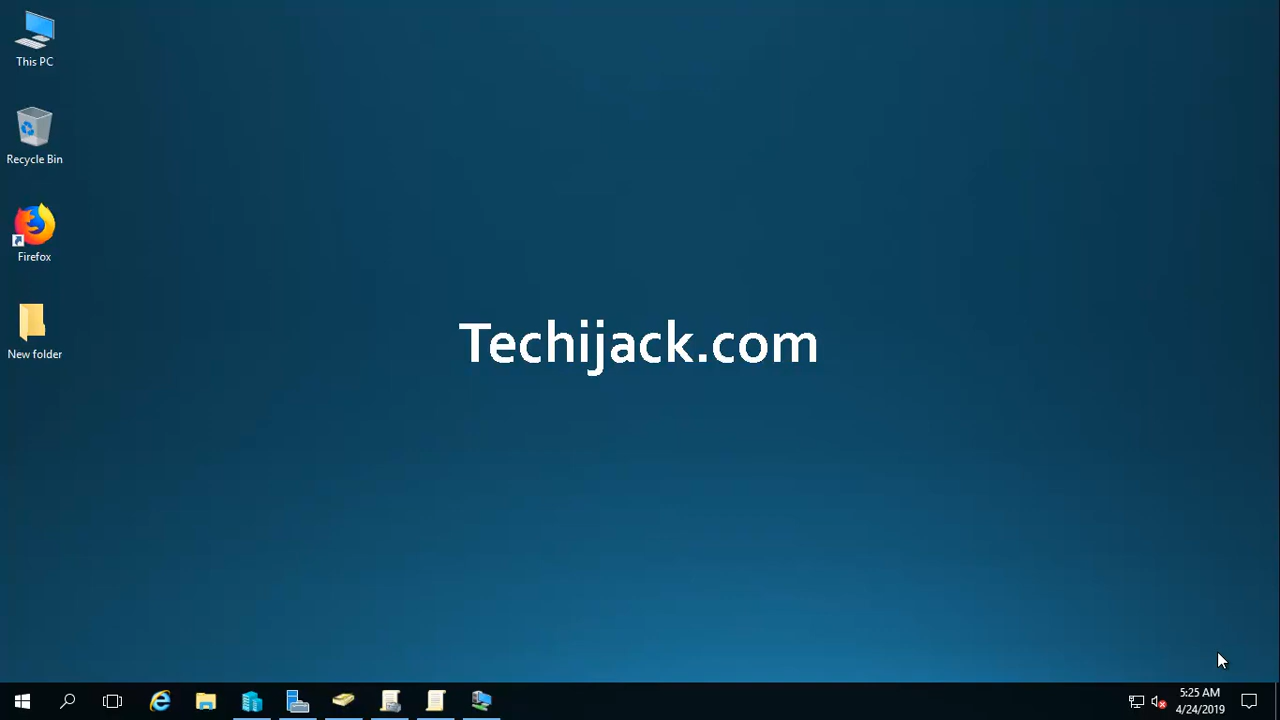 This PC
Recycle Bin
Firefox
New folder
Techijack.com
5:25 AM
4/24/2019